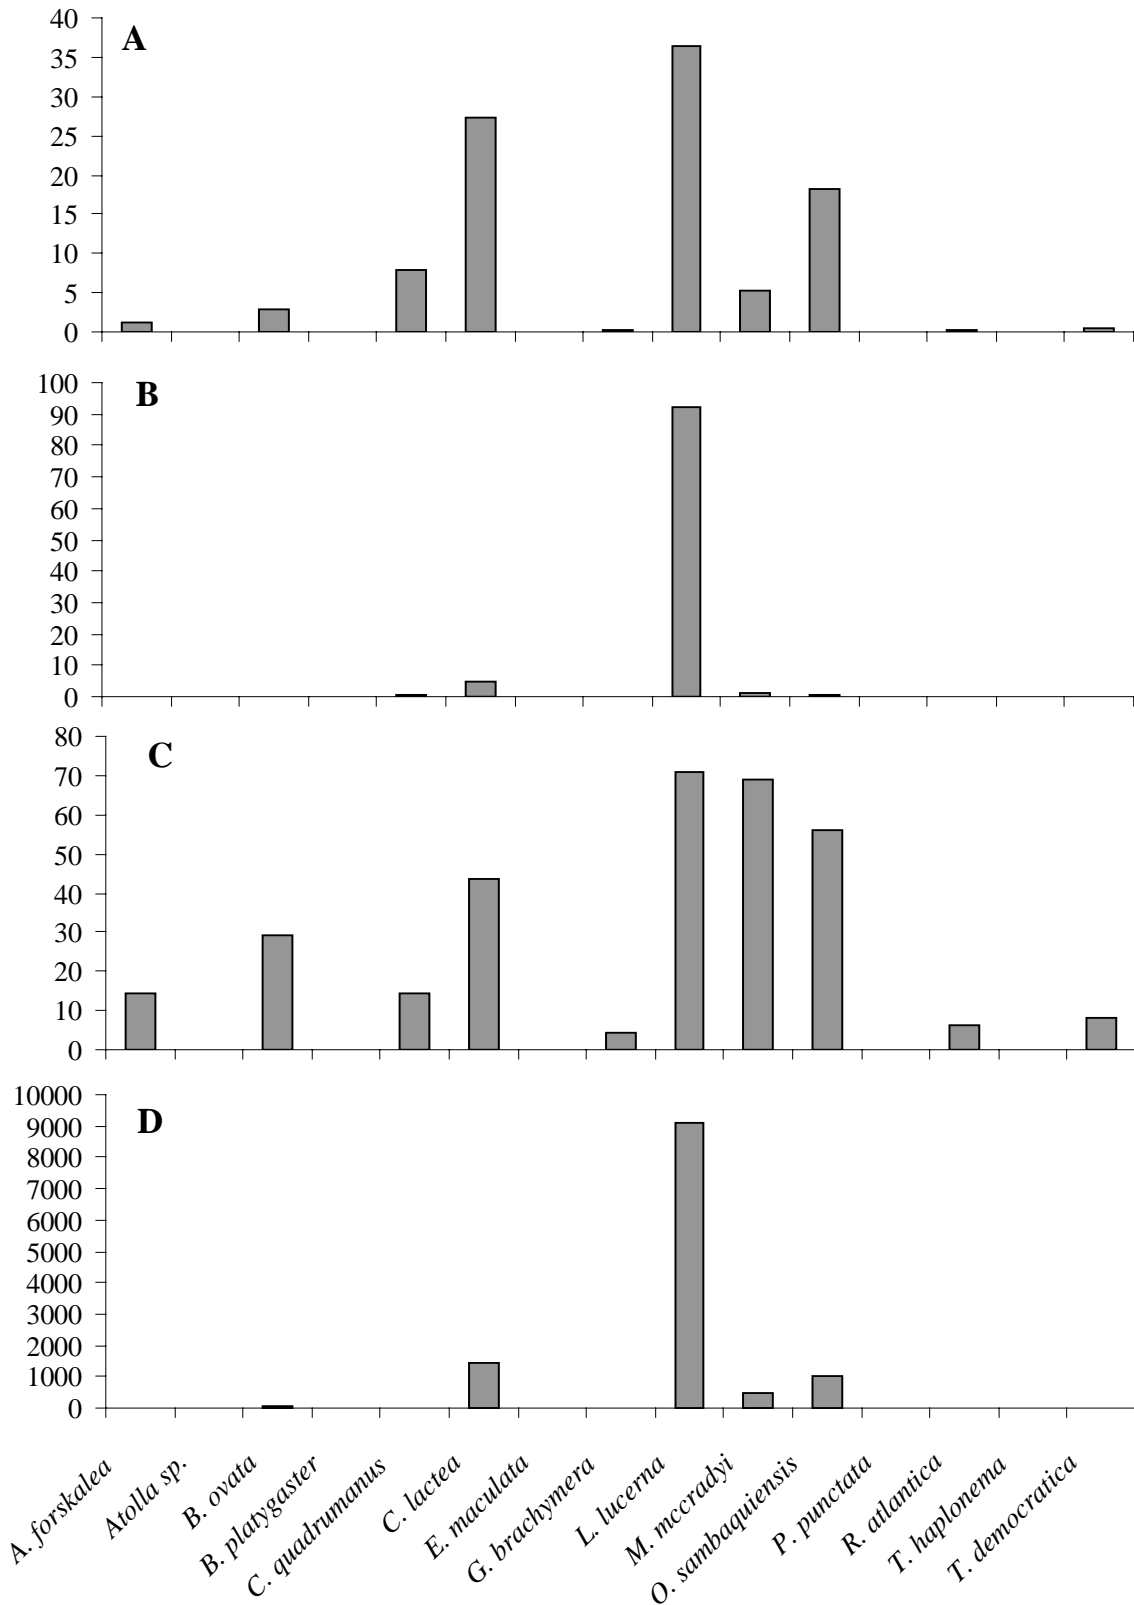 A
40
35
30
25
20
15
10
5
0
B
100
90
80
70
60
50
40
30
20
10
0
C
80
70
60
50
40
30
20
10
0
D
10000
9000
8000
7000
6000
5000
4000
3000
2000
1000
0
A. forskalea
Atolla sp.
B. ovata
B. platygaster
C. quadrumanus
C. lactea
E. maculata
G. brachymera
L. lucerna
M. mccradyi
O. sambaquiensis
P. punctata
R. atlantica
T. haplonema
T. democratica